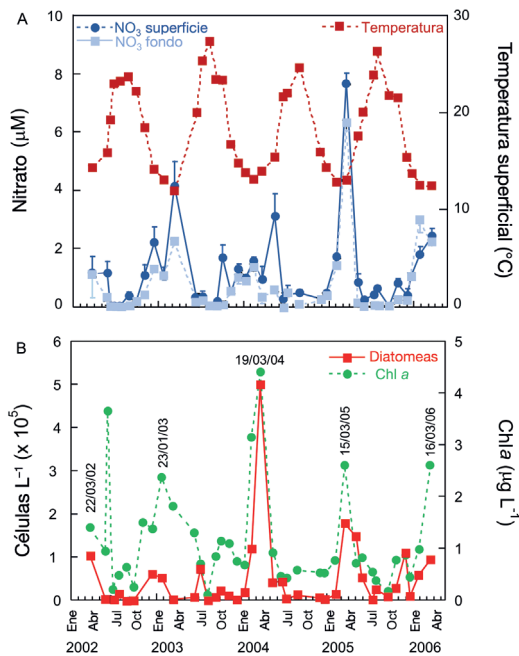 A
NO3 superficie
NO3 fondo
Temperatura
10
8
6
4
2
0
Nitrato (μM)
30
20
10
0
Temperatura superficial (°C)
B
Diatomeas
Chl a
6
5
4
3
2
1
0
Células L–1 (x 10^5)
5
4
3
2
1
0
Chla (μg L–1)
22/03/02
23/01/03
19/03/04
15/03/05
16/03/06
Ene Abr Jul Oct Ene Abr Jul Oct Ene Abr Jul Oct Ene Abr Jul Oct Ene Abr
2002 2003 2004 2005 2006